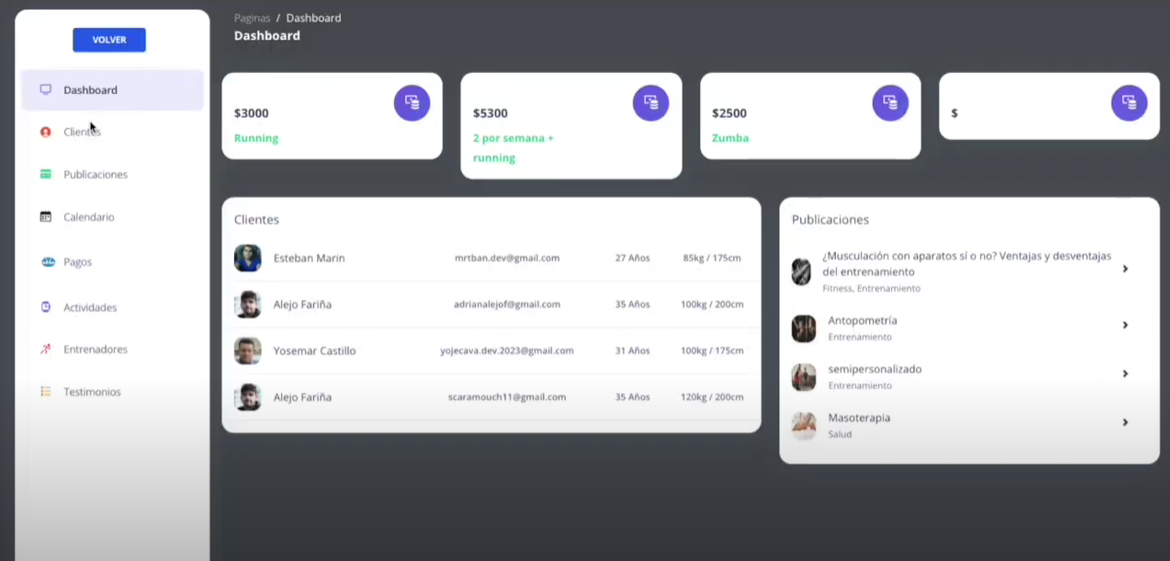 VOLVER
Dashboard
Clientes
Publicaciones
Calendario
Pagos
Actividades
Entrenadores
Testimonios
Paginas / Dashboard
Dashboard
$3000
Running
$5300
2 por semana +
running
$2500
Zumba
$
Clientes
Esteban Marin mrtban.dev@gmail.com 27 Años 85kg / 175cm
Alejo Fariña adrianalejof@gmail.com 35 Años 100kg / 200cm
Yosemar Castillo yojecava.dev.2023@gmail.com 31 Años 100kg / 175cm
Alejo Fariña scaramouch11@gmail.com 35 Años 120kg / 200cm
Publicaciones
¿Musculación con aparatos sí o no? Ventajas y desventajas
del entrenamiento
Fitness, Entrenamiento
Antopometría
Entrenamiento
semipersonalizado
Entrenamiento
Masoterapia
Salud